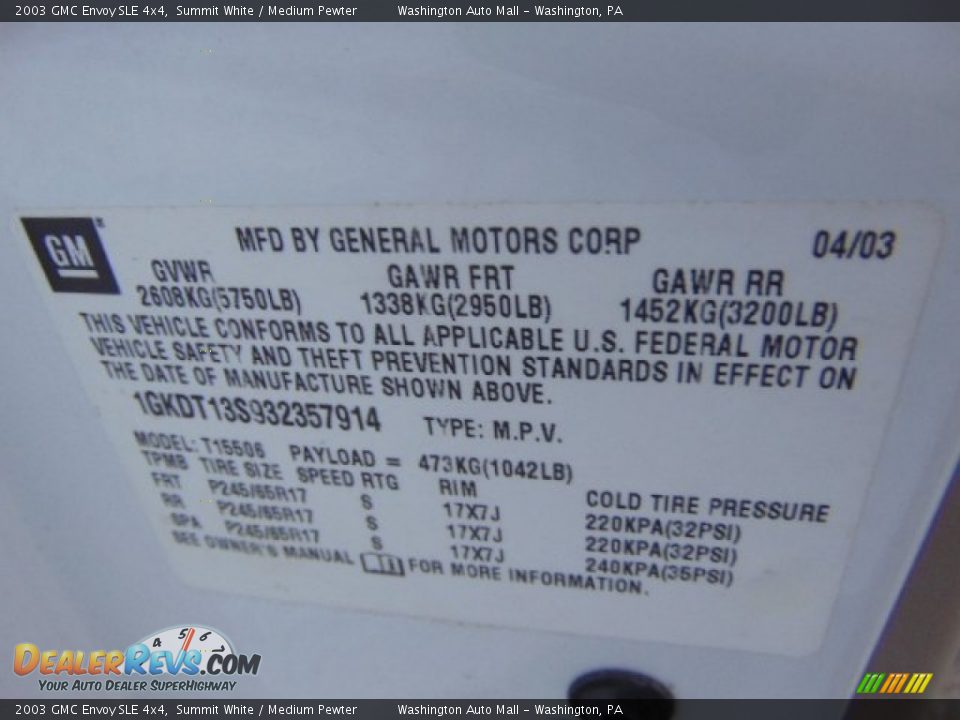 2003 GMC Envoy SLE 4x4, Summit White / Medium Pewter Washington Auto Mall - Washington, PA
GM
MFD BY GENERAL MOTORS CORP 04/03
GVWR GAWR FRT GAWR RR
2608KG(5750LB) 1338KG(2950LB) 1452KG(3200LB)
THIS VEHICLE CONFORMS TO ALL APPLICABLE U.S. FEDERAL MOTOR
VEHICLE SAFETY AND THEFT PREVENTION STANDARDS IN EFFECT ON
THE DATE OF MANUFACTURE SHOWN ABOVE.
1GKDT13S932357914 TYPE: M.P.V.
MODEL: T15506 PAYLOAD = 473KG(1042LB)
TPMB TIRE SIZE SPEED RTG RIM COLD TIRE PRESSURE
FRT P245/65R17 S 17X7J 220KPA(32PSI)
RR P245/65R17 S 17X7J 220KPA(32PSI)
SPA P245/65R17 S 17X7J 240KPA(35PSI)
SEE OWNER'S MANUAL FOR MORE INFORMATION.
4 5 6
DEALERREVS.COM
YOUR AUTO DEALER SUPERHIGHWAY
2003 GMC Envoy SLE 4x4, Summit White / Medium Pewter Washington Auto Mall - Washington, PA